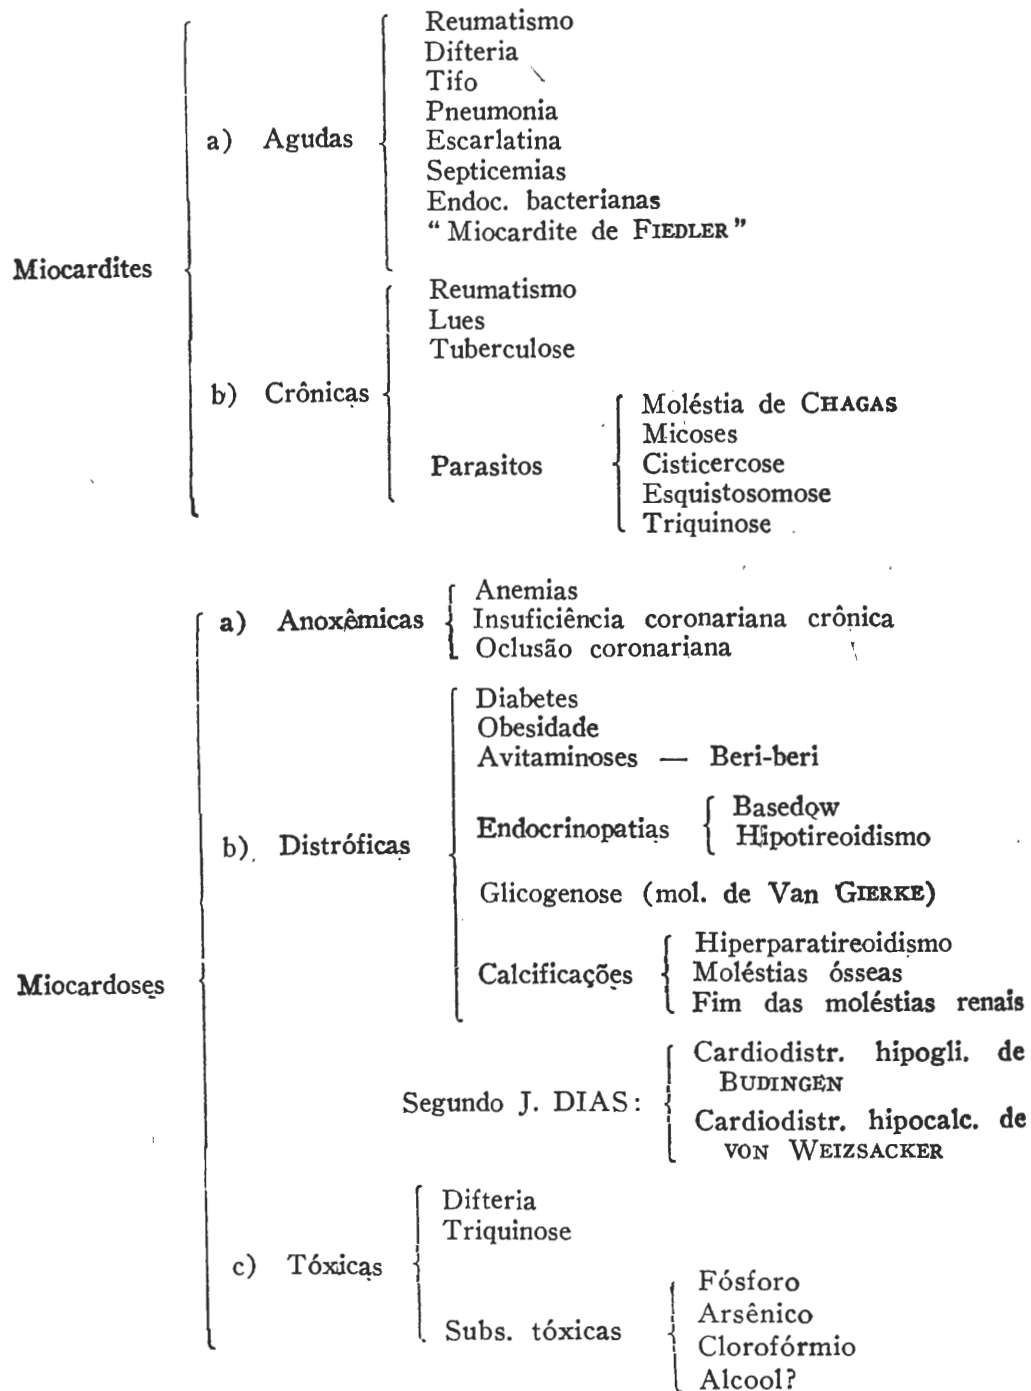 Miocardites
a) Agudas
Reumatismo
Difteria
Tifo
Pneumonia
Escarlatina
Septicemias
Endoc. bacterianas
“Miocardite de FIEDLER”
b) Crônicas
Reumatismo
Lues
Tuberculose
Parasitos
Moléstia de CHAGAS
Micoses
Cisticercose
Esquistosomose
Triquinose
Miocardoses
a) Anoxêmicas
Anemias
Insuficiência coronariana crônica
Oclusão coronariana
b) Distróficas
Diabetes
Obesidade
Avitaminoses — Beri-beri
Endocrinopatias
Basedow
Hipotireoidismo
Glicogenose (mol. de Van GIERKE)
Calcificações
Hiperparatireoidismo
Moléstias ósseas
Fim das moléstias renais
Segundo J. DIAS:
Cardiodistr. hipogli. de
BUDINGEN
Cardiodistr. hipocalc. de
VON WEIZSACKER
c) Tóxicas
Difteria
Triquinose
Subs. tóxicas
Fósforo
Arsênico
Clorofórmio
Alcool?